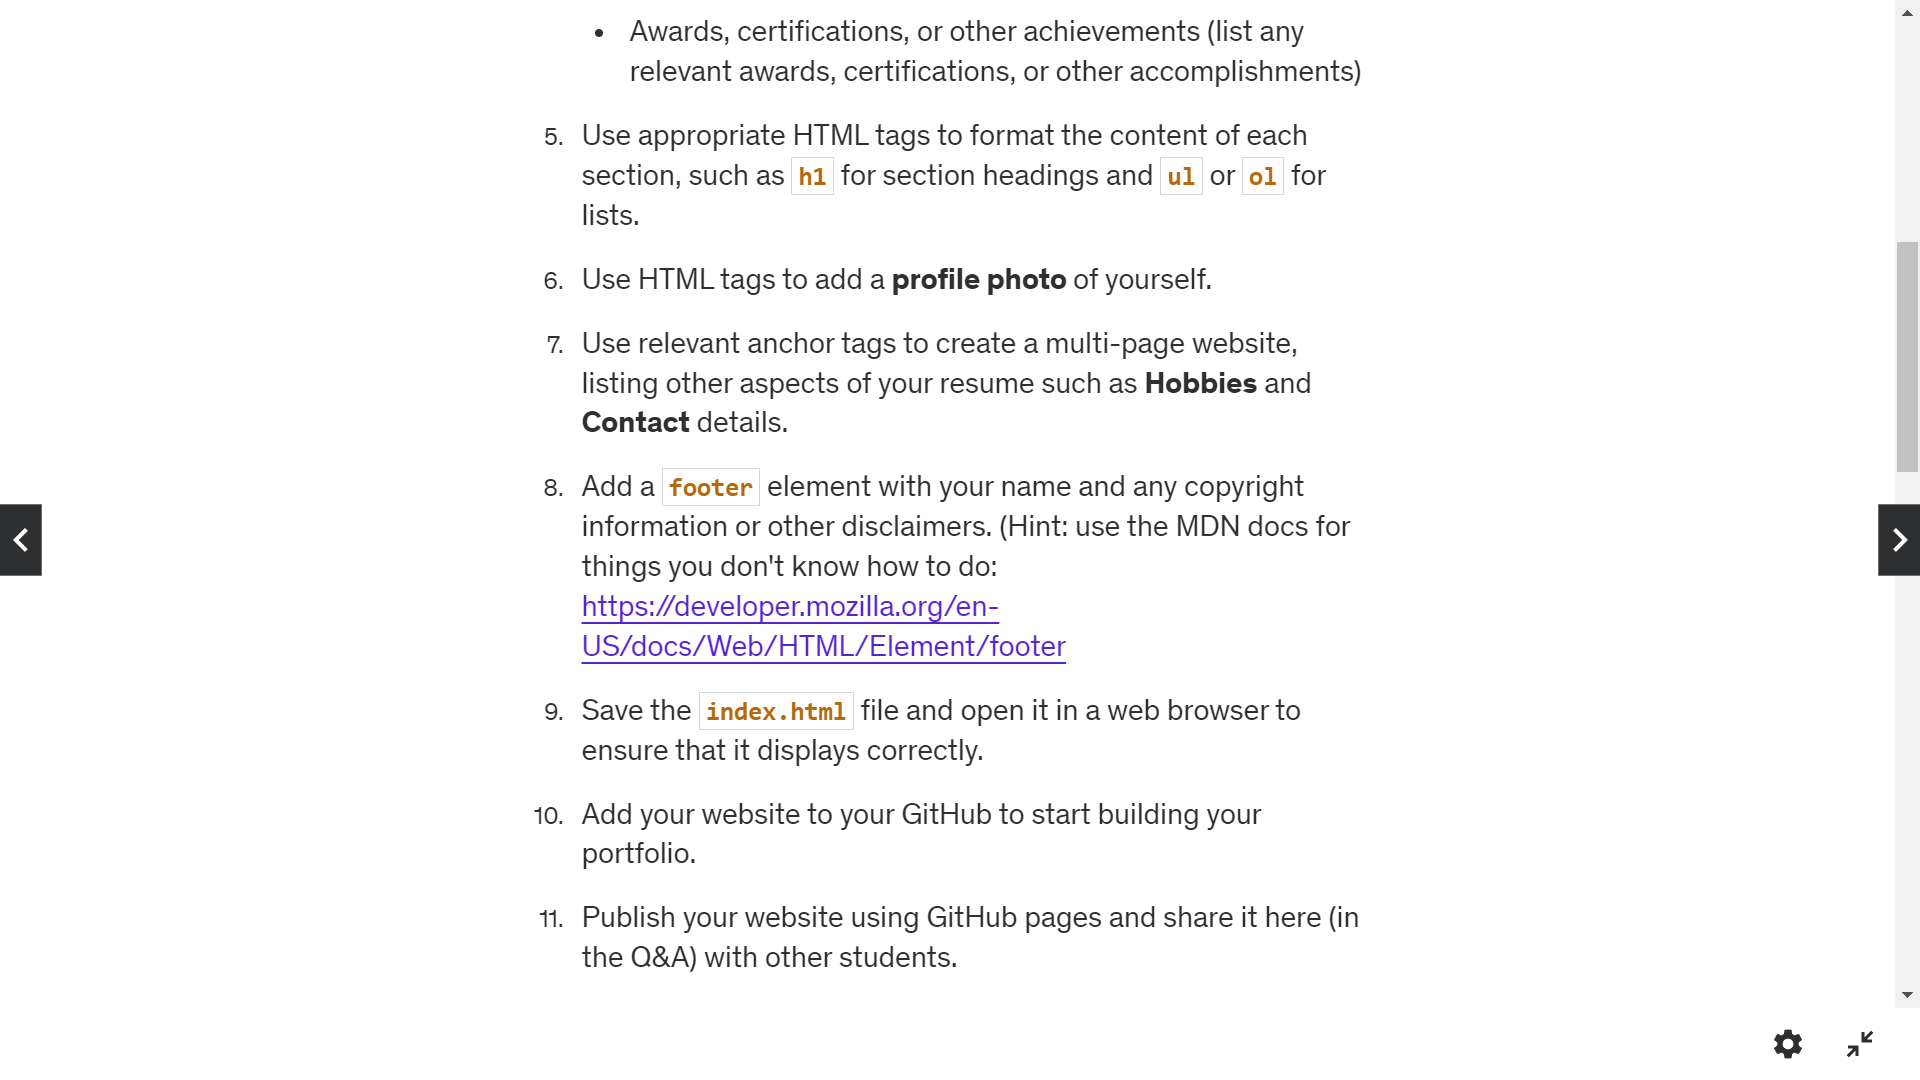 • Awards, certifications, or other achievements (list any
relevant awards, certifications, or other accomplishments)
5. Use appropriate HTML tags to format the content of each
section, such as h1 for section headings and ul or ol for
lists.
6. Use HTML tags to add a profile photo of yourself.
7. Use relevant anchor tags to create a multi-page website,
listing other aspects of your resume such as Hobbies and
Contact details.
8. Add a footer element with your name and any copyright
information or other disclaimers. (Hint: use the MDN docs for
things you don't know how to do:
https://developer.mozilla.org/en-
US/docs/Web/HTML/Element/footer
9. Save the index.html file and open it in a web browser to
ensure that it displays correctly.
10. Add your website to your GitHub to start building your
portfolio.
11. Publish your website using GitHub pages and share it here (in
the Q&A) with other students.